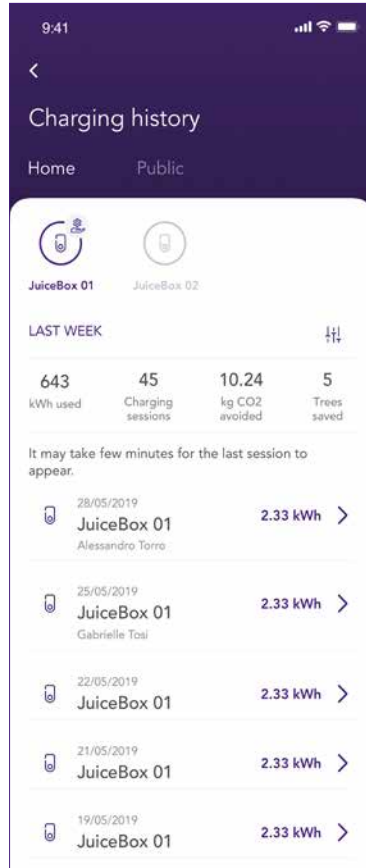 9:41
Charging history
Home Public
JuiceBox 01 JuiceBox 02
LAST WEEK
643 45 10.24 5
kWh used Charging kg CO2 Trees
sessions avoided saved
It may take few minutes for the last session to
appear.
28/05/2019
JuiceBox 01 2.33 kWh
Alessandro Torro
25/05/2019
JuiceBox 01 2.33 kWh
Gabrielle Tosi
22/05/2019
JuiceBox 01 2.33 kWh
21/05/2019
JuiceBox 01 2.33 kWh
19/05/2019
JuiceBox 01 2.33 kWh